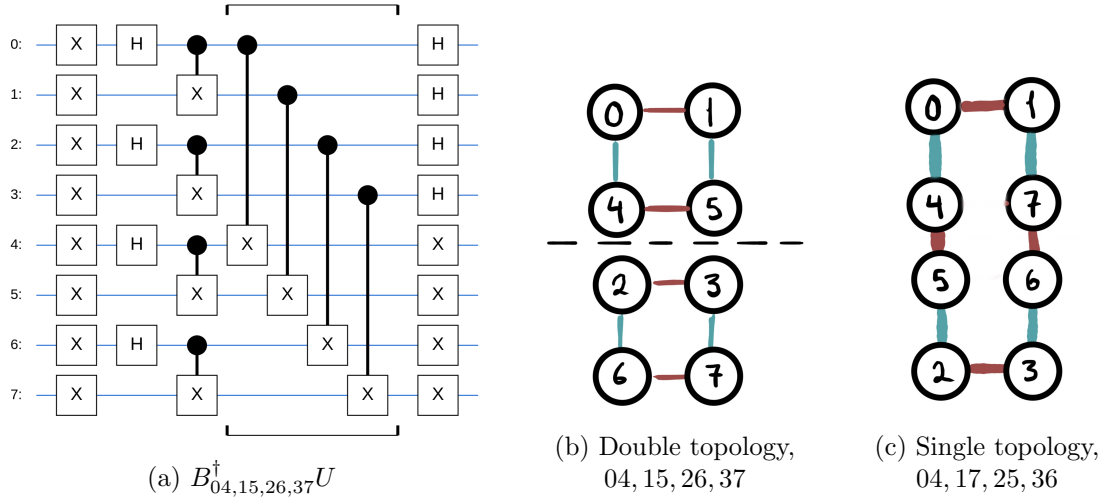 0: X H H
1: X X H
2: X H H
3: X X H
4: X H X X
5: X X X X
6: X H X X
7: X X X X
(a) B†04,15,26,37U
0 1
4 5
2 3
6 7
(b) Double topology,
04, 15, 26, 37
0 1
4 7
5 6
2 3
(c) Single topology,
04, 17, 25, 36